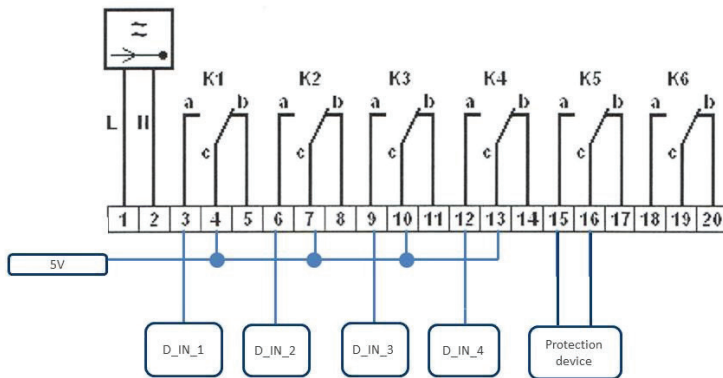 K1 K2 K3 K4 K5 K6
a b a b a b a b a b a b
L II
c c c c c c
1 2 3 4 5 6 7 8 9 10 11 12 13 14 15 16 17 18 19 20
5V
D_IN_1 D_IN_2 D_IN_3 D_IN_4 Protection
device